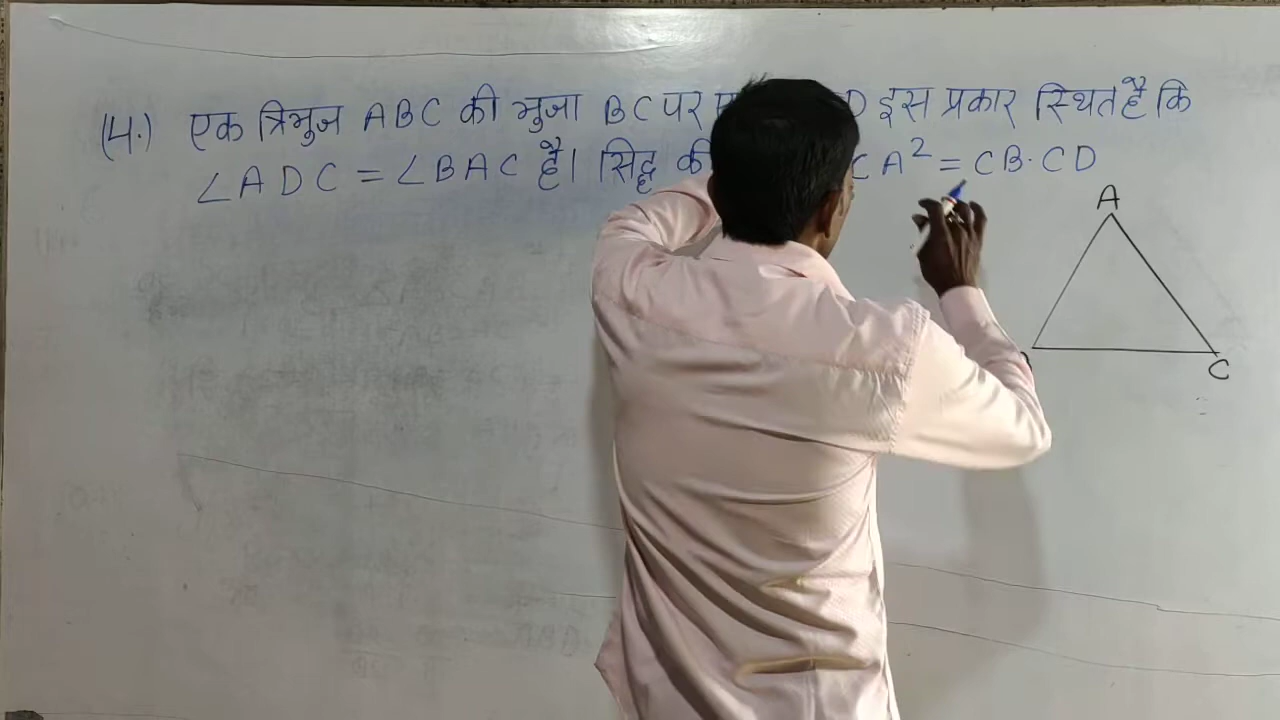 (4.) एक त्रिभुज ABC की भुजा BC पर D इस प्रकार स्थित है कि
∠ADC = ∠BAC है। सिद्ध CA² = CB·CD
A
C